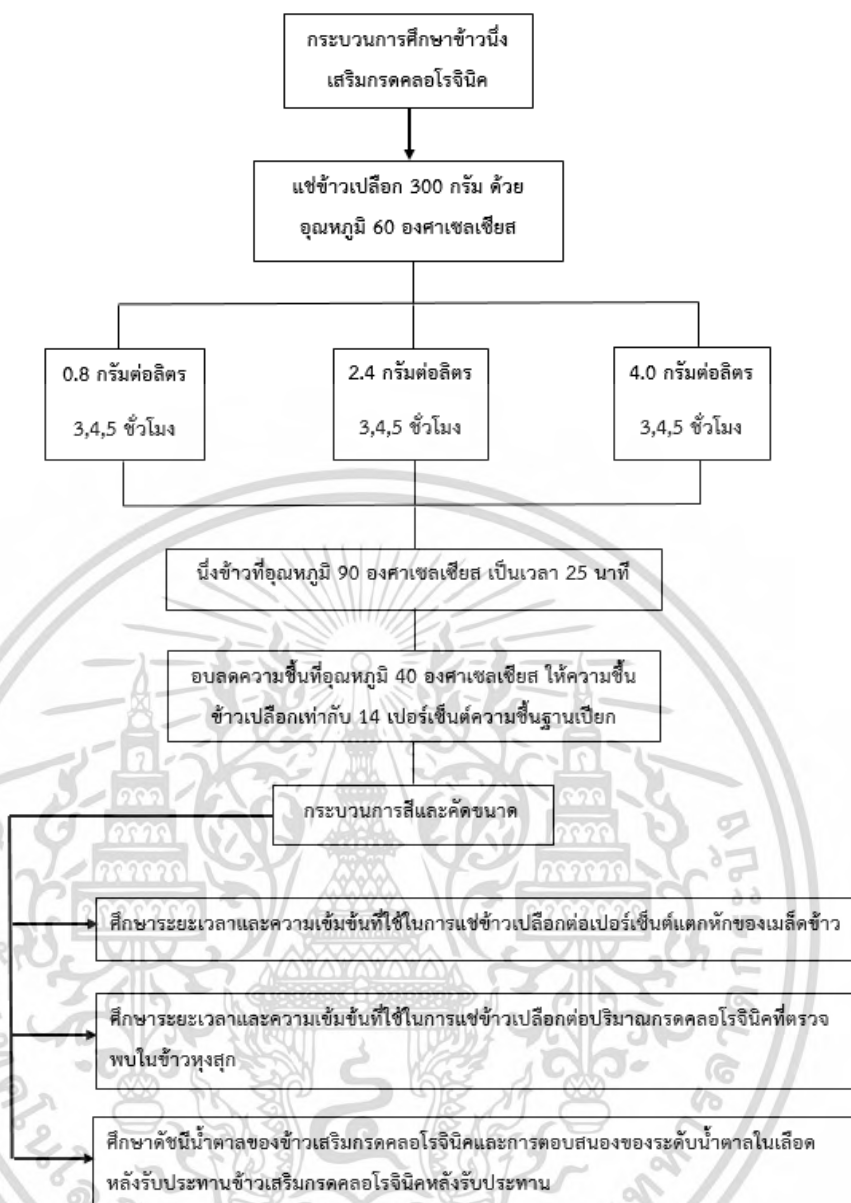 กระบวนการศึกษาข้าวนึ่ง
เสริมกรดคลอโรจินิค
แช่ข้าวเปลือก 300 กรัม ด้วย
อุณหภูมิ 60 องศาเซลเซียส
0.8 กรัมต่อลิตร
3,4,5 ชั่วโมง
2.4 กรัมต่อลิตร
3,4,5 ชั่วโมง
4.0 กรัมต่อลิตร
3,4,5 ชั่วโมง
นึ่งข้าวที่อุณหภูมิ 90 องศาเซลเซียส เป็นเวลา 25 นาที
อบลดความชื้นที่อุณหภูมิ 40 องศาเซลเซียส ให้ความชื้น
ข้าวเปลือกเท่ากับ 14 เปอร์เซ็นต์ความชื้นฐานเปียก
กระบวนการสีและคัดขนาด
ศึกษาระยะเวลาและความเข้มข้นที่ใช้ในการแช่ข้าวเปลือกต่อเปอร์เซ็นต์แตกหักของเมล็ดข้าว
ศึกษาระยะเวลาและความเข้มข้นที่ใช้ในการแช่ข้าวเปลือกต่อปริมาณกรดคลอโรจินิคที่ตรวจ
พบในข้าวหุงสุก
ศึกษาดัชนีน้ำตาลของข้าวเสริมกรดคลอโรจินิคและการตอบสนองของระดับน้ำตาลในเลือด
หลังรับประทานข้าวเสริมกรดคลอโรจินิคหลังรับประทาน